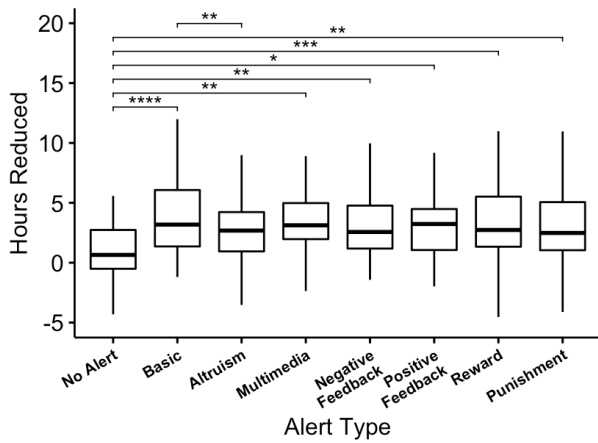 20
15
10
5
0
-5
Hours Reduced
**
**
***
*
**
**
****
No Alert
Basic
Altruism
Multimedia
Negative
Feedback
Positive
Feedback
Reward
Punishment
Alert Type